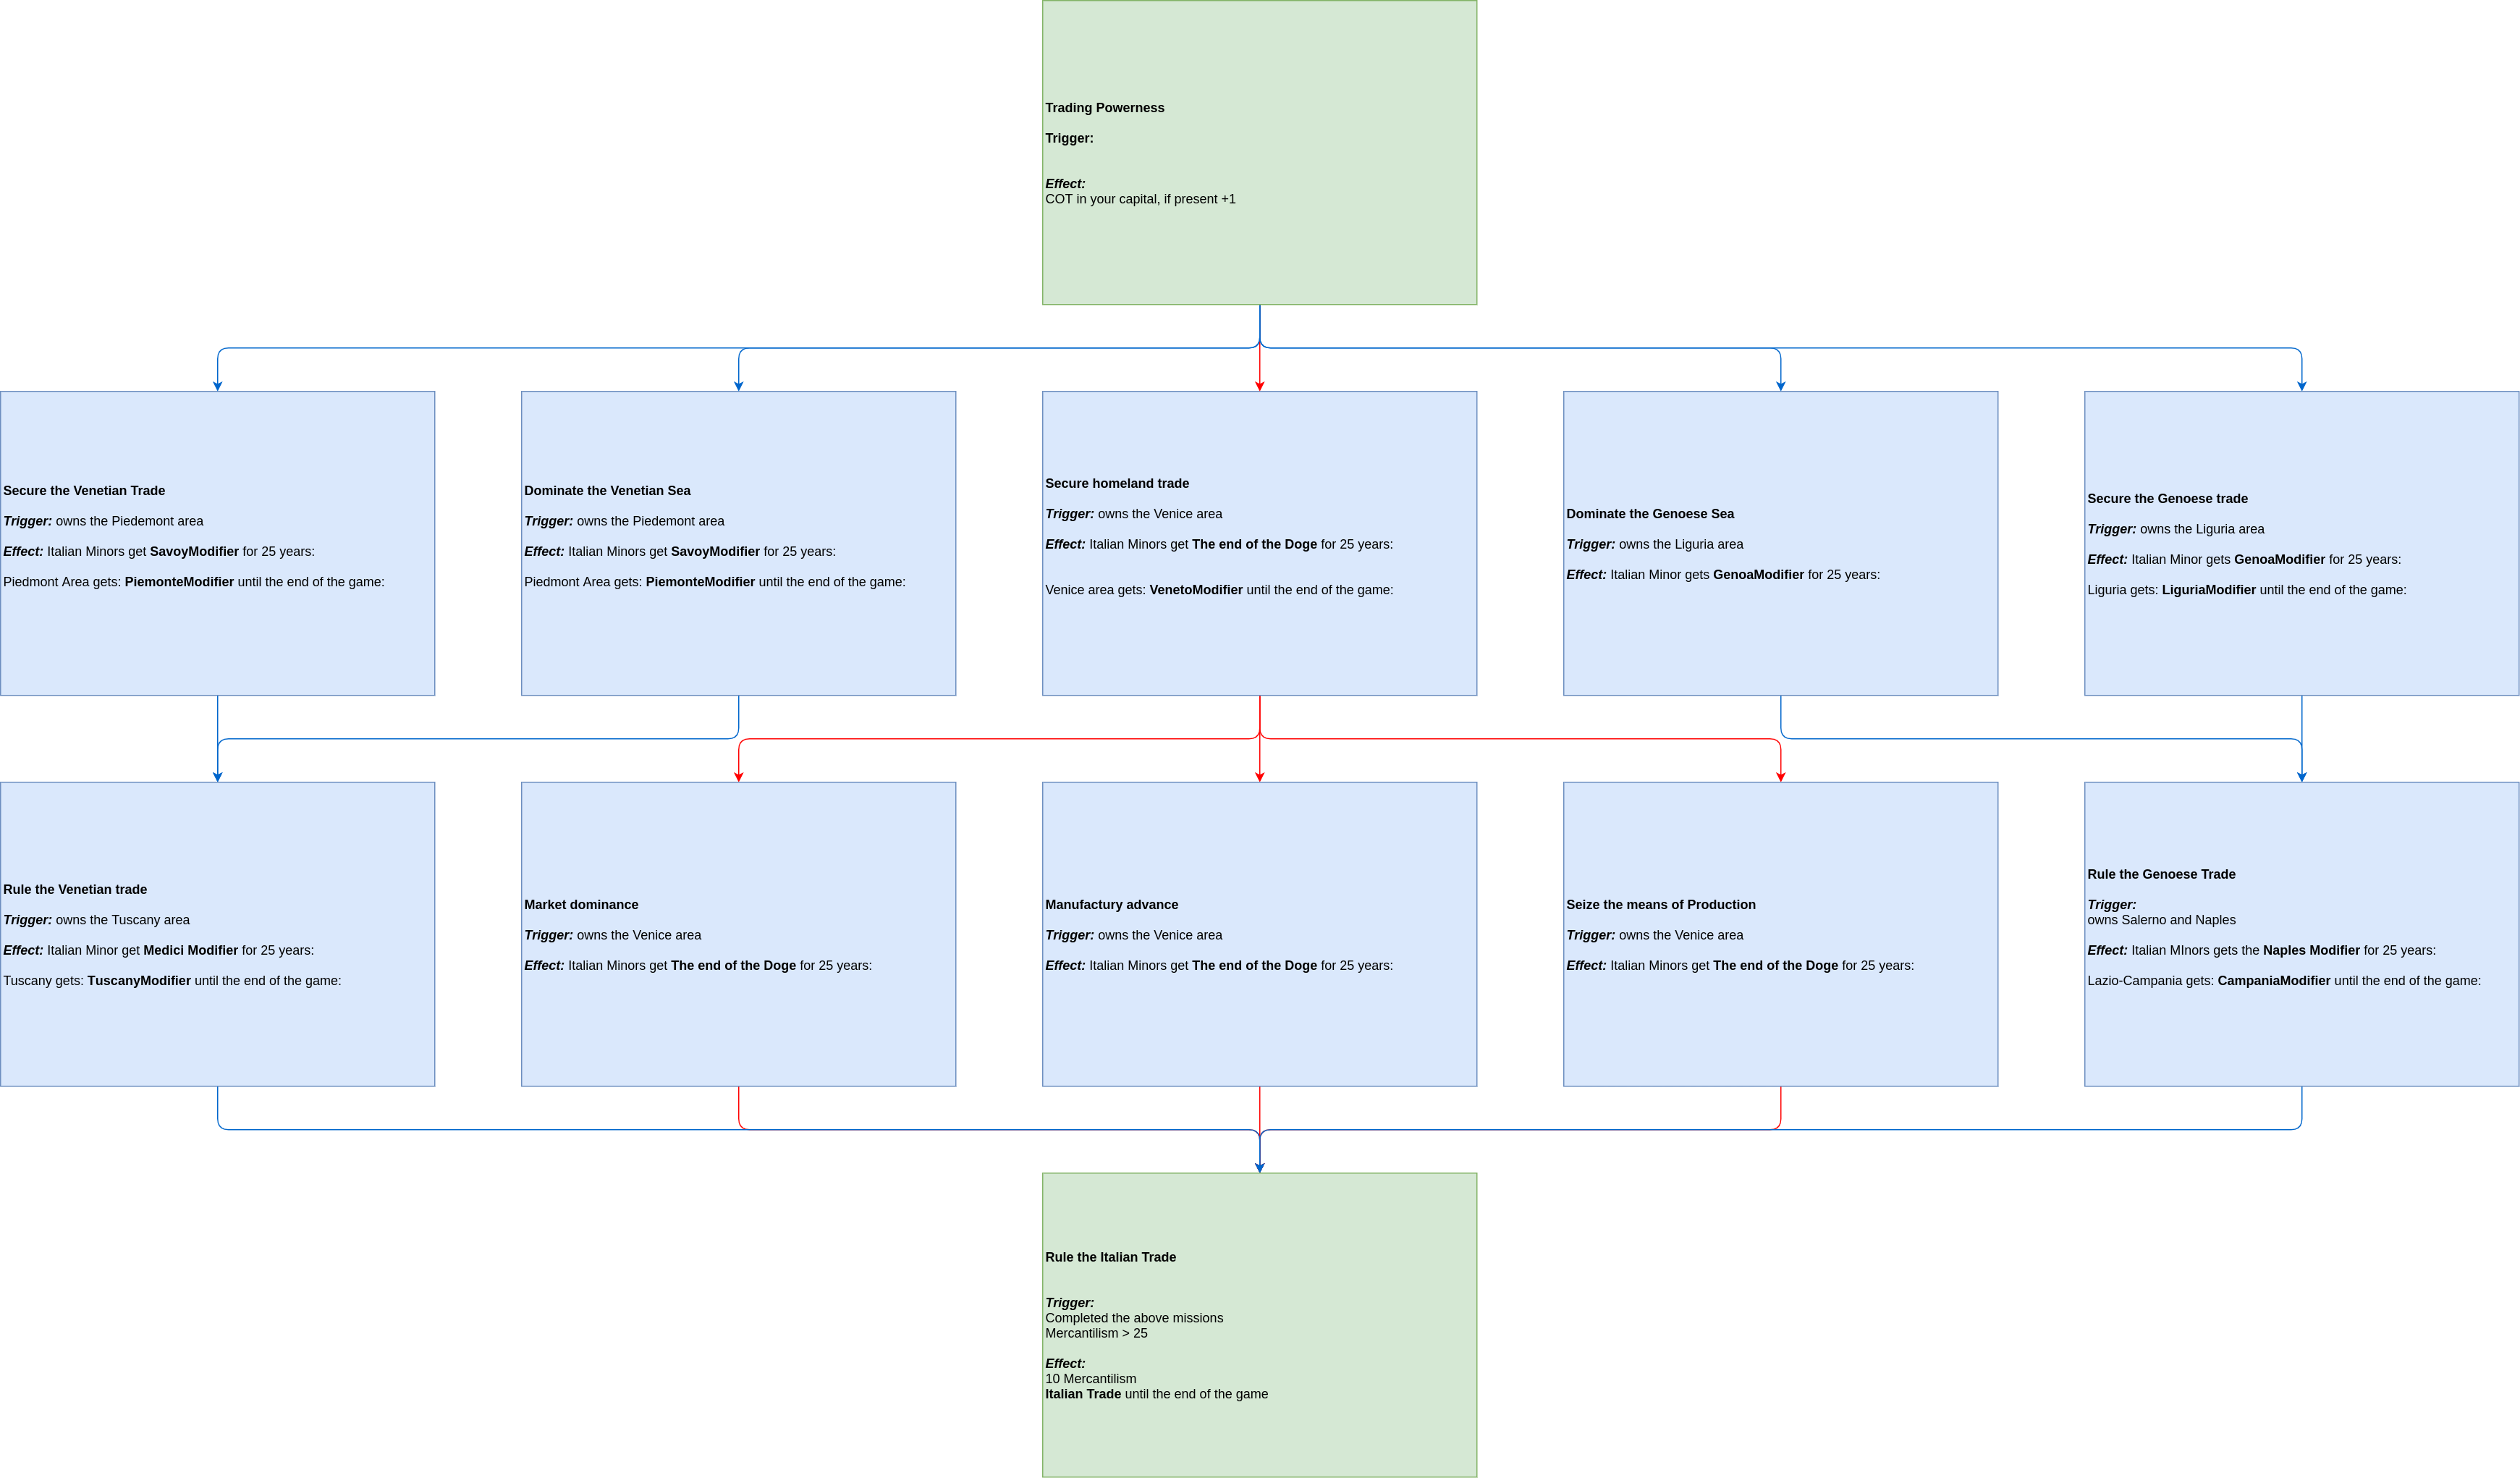 Trading Powerness
Trigger:
Effect:
COT in your capital, if present +1
Secure the Venetian Trade
Trigger: owns the Piedemont area
Effect: Italian Minors get SavoyModifier for 25 years:
Piedmont Area gets: PiemonteModifier until the end of the game:
Dominate the Venetian Sea
Trigger: owns the Piedemont area
Effect: Italian Minors get SavoyModifier for 25 years:
Piedmont Area gets: PiemonteModifier until the end of the game:
Secure homeland trade
Trigger: owns the Venice area
Effect: Italian Minors get The end of the Doge for 25 years:
Venice area gets: VenetoModifier until the end of the game:
Dominate the Genoese Sea
Trigger: owns the Liguria area
Effect: Italian Minor gets GenoaModifier for 25 years:
Secure the Genoese trade
Trigger: owns the Liguria area
Effect: Italian Minor gets GenoaModifier for 25 years:
Liguria gets: LiguriaModifier until the end of the game:
Rule the Venetian trade
Trigger: owns the Tuscany area
Effect: Italian Minor get Medici Modifier for 25 years:
Tuscany gets: TuscanyModifier until the end of the game:
Market dominance
Trigger: owns the Venice area
Effect: Italian Minors get The end of the Doge for 25 years:
Manufactury advance
Trigger: owns the Venice area
Effect: Italian Minors get The end of the Doge for 25 years:
Seize the means of Production
Trigger: owns the Venice area
Effect: Italian Minors get The end of the Doge for 25 years:
Rule the Genoese Trade
Trigger:
owns Salerno and Naples
Effect: Italian MInors gets the Naples Modifier for 25 years:
Lazio-Campania gets: CampaniaModifier until the end of the game:
Rule the Italian Trade
Trigger:
Completed the above missions
Mercantilism > 25
Effect:
10 Mercantilism
Italian Trade until the end of the game